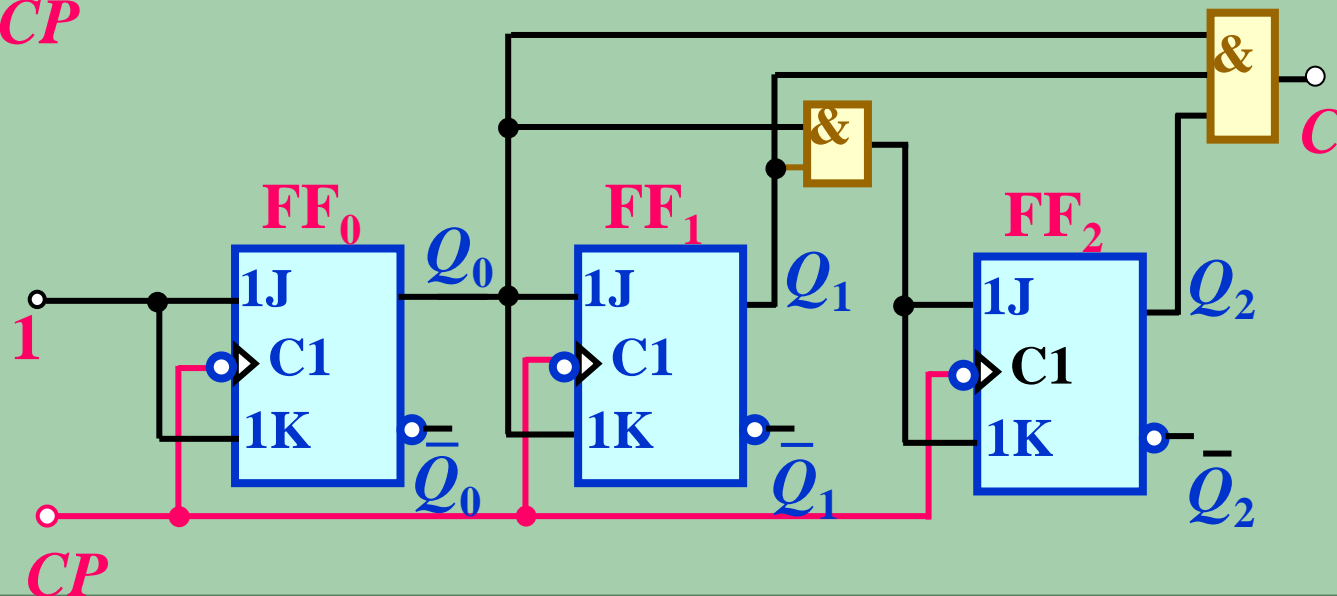 CP
&
&
FF₀
FF₁
FF₂
Q₀
Q₁
Q₂
1J
1J
1J
1
C1
C1
C1
1K
1K
1K
Q̅₀
Q̅₁
Q̅₂
C
CP